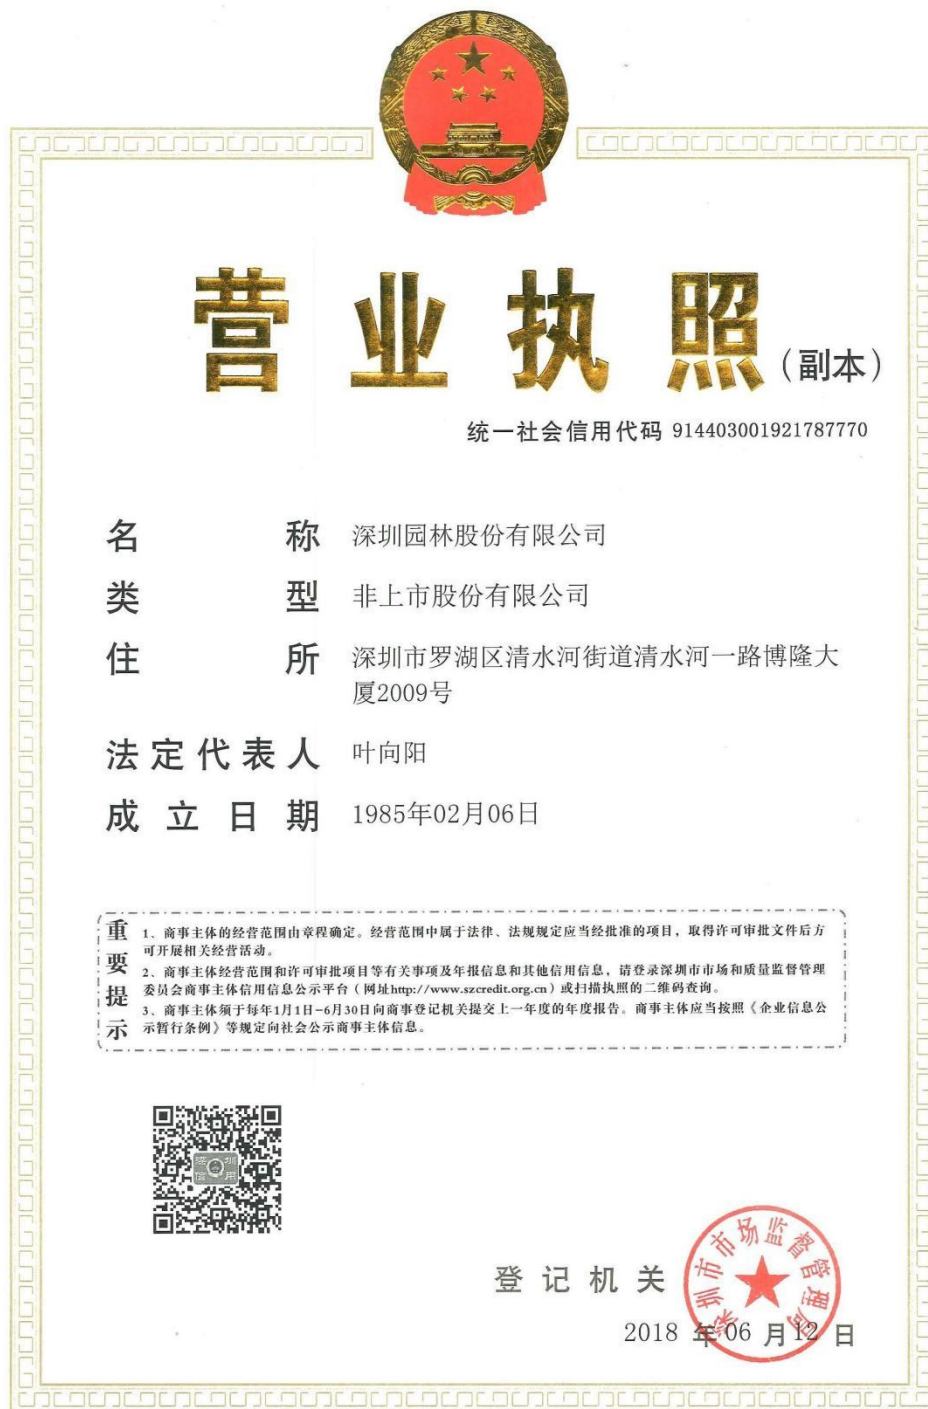 营业执照（副本）
统一社会信用代码 914403001921787770
名称 深圳园林股份有限公司
类型 非上市股份有限公司
住所 深圳市罗湖区清水河街道清水河一路博隆大
厦2009号
法定代表人 叶向阳
成立日期 1985年02月06日
重要提示
1、商事主体的经营范围由章程确定。经营范围中属于法律、法规规定应当经批准的项目，取得许可审批文件后方
可开展相关经营活动。
2、商事主体经营范围和许可审批项目等有关事项及年报信息和其他信用信息，请登录深圳市市场和质量监督管理
委员会商事主体信用信息公示平台（网址http://www.szcredit.org.cn）或扫描执照的二维码查询。
3、商事主体须于每年1月1日-6月30日向商事登记机关提交上一年度的年度报告。商事主体应当按照《企业信息公
示暂行条例》等规定向社会公示商事主体信息。
深圳
信用
登记机关
深圳市市场监督管理局
2018 年 06 月 12 日